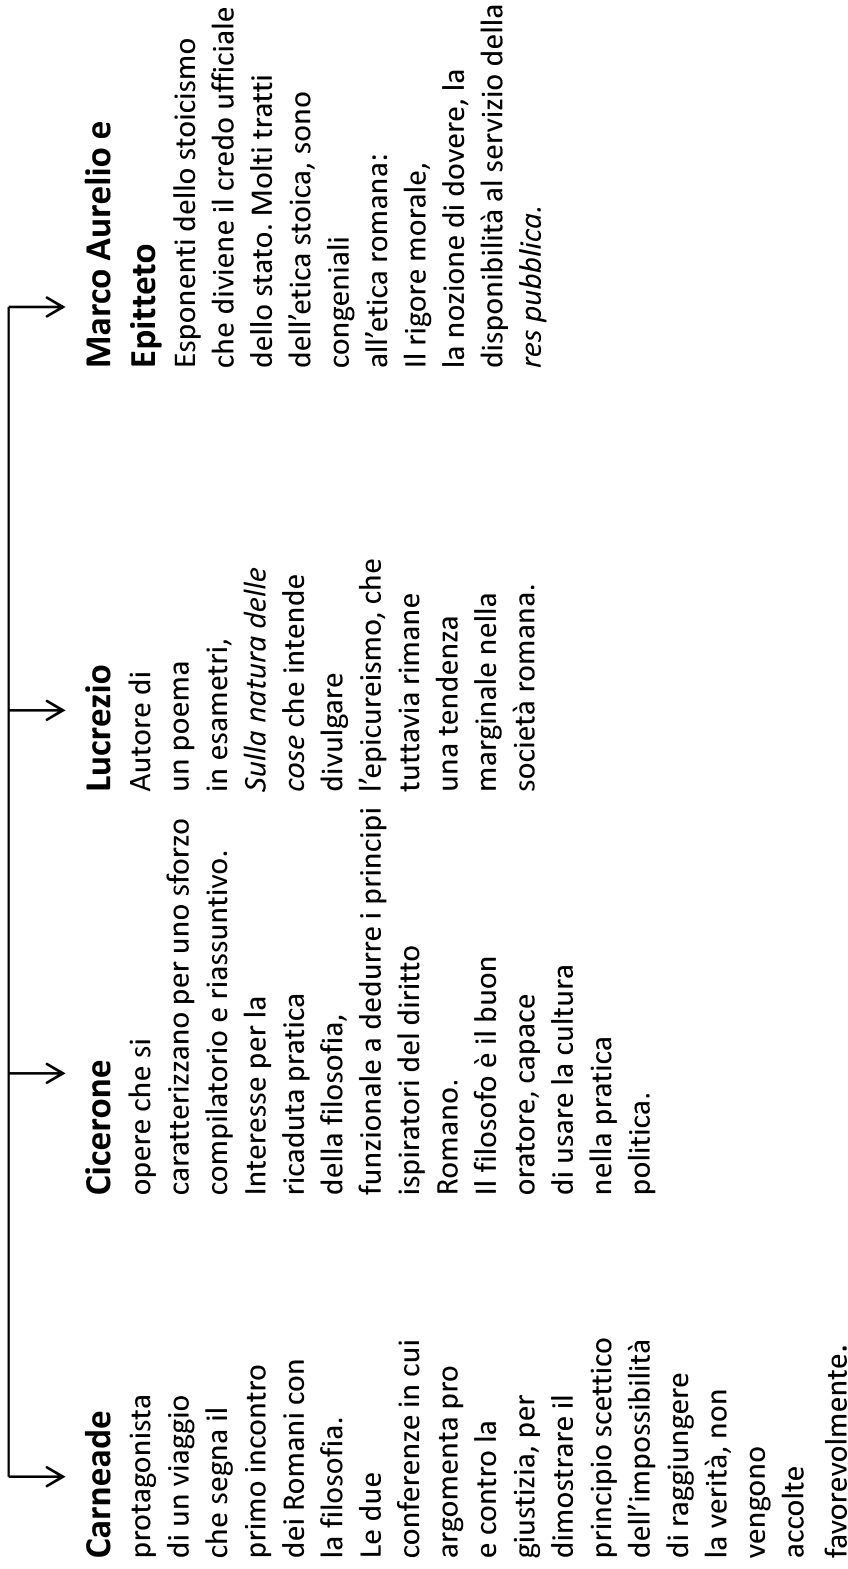 Carneade
protagonista
di un viaggio
che segna il
primo incontro
dei Romani con
la filosofia.
Le due
conferenze in cui
argomenta pro
e contro la
giustizia, per
dimostrare il
principio scettico
dell'impossibilità
di raggiungere
la verità, non
vengono
accolte
favorevolmente.
Cicerone
opere che si
caratterizzano per uno sforzo
compilatorio e riassuntivo.
Interesse per la
ricaduta pratica
della filosofia,
funzionale a dedurre i principi
ispiratori del diritto
Romano.
Il filosofo è il buon
oratore, capace
di usare la cultura
nella pratica
politica.
Lucrezio
Autore di
un poema
in esametri,
Sulla natura delle
cose che intende
divulgare
l'epicureismo, che
tuttavia rimane
una tendenza
marginale nella
società romana.
Marco Aurelio e
Epitteto
Esponenti dello stoicismo
che diviene il credo ufficiale
dello stato. Molti tratti
dell'etica stoica, sono
congeniali
all'etica romana:
Il rigore morale,
la nozione di dovere, la
disponibilità al servizio della
res pubblica.